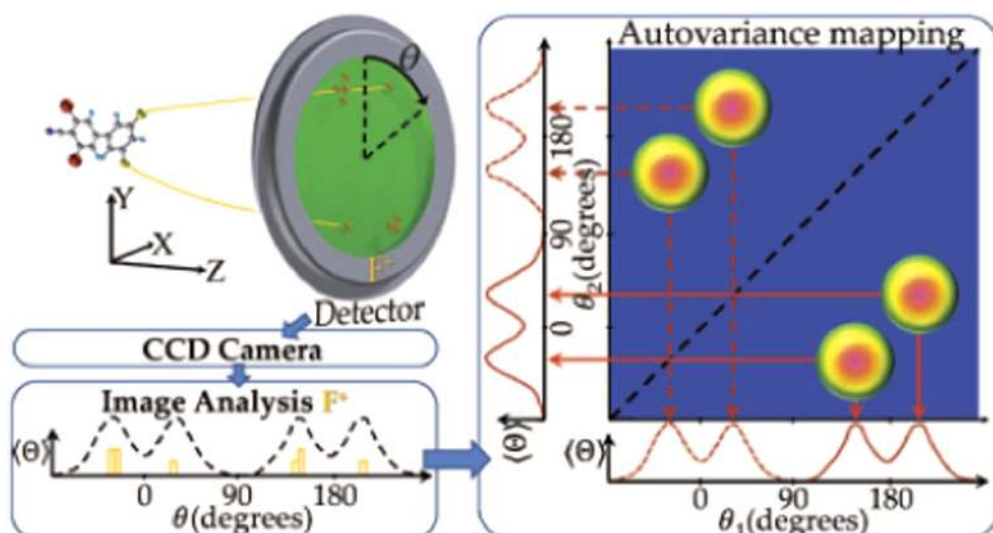 Autovariance mapping
θ
Y
X
Z
F⁺
Detector
CCD Camera
Image Analysis F⁺
⟨Θ⟩
0 90 180
θ(degrees)
180
90
0
θ₂(degrees)
⟨Θ⟩
⟨Θ⟩
0 90 180
θ₁(degrees)